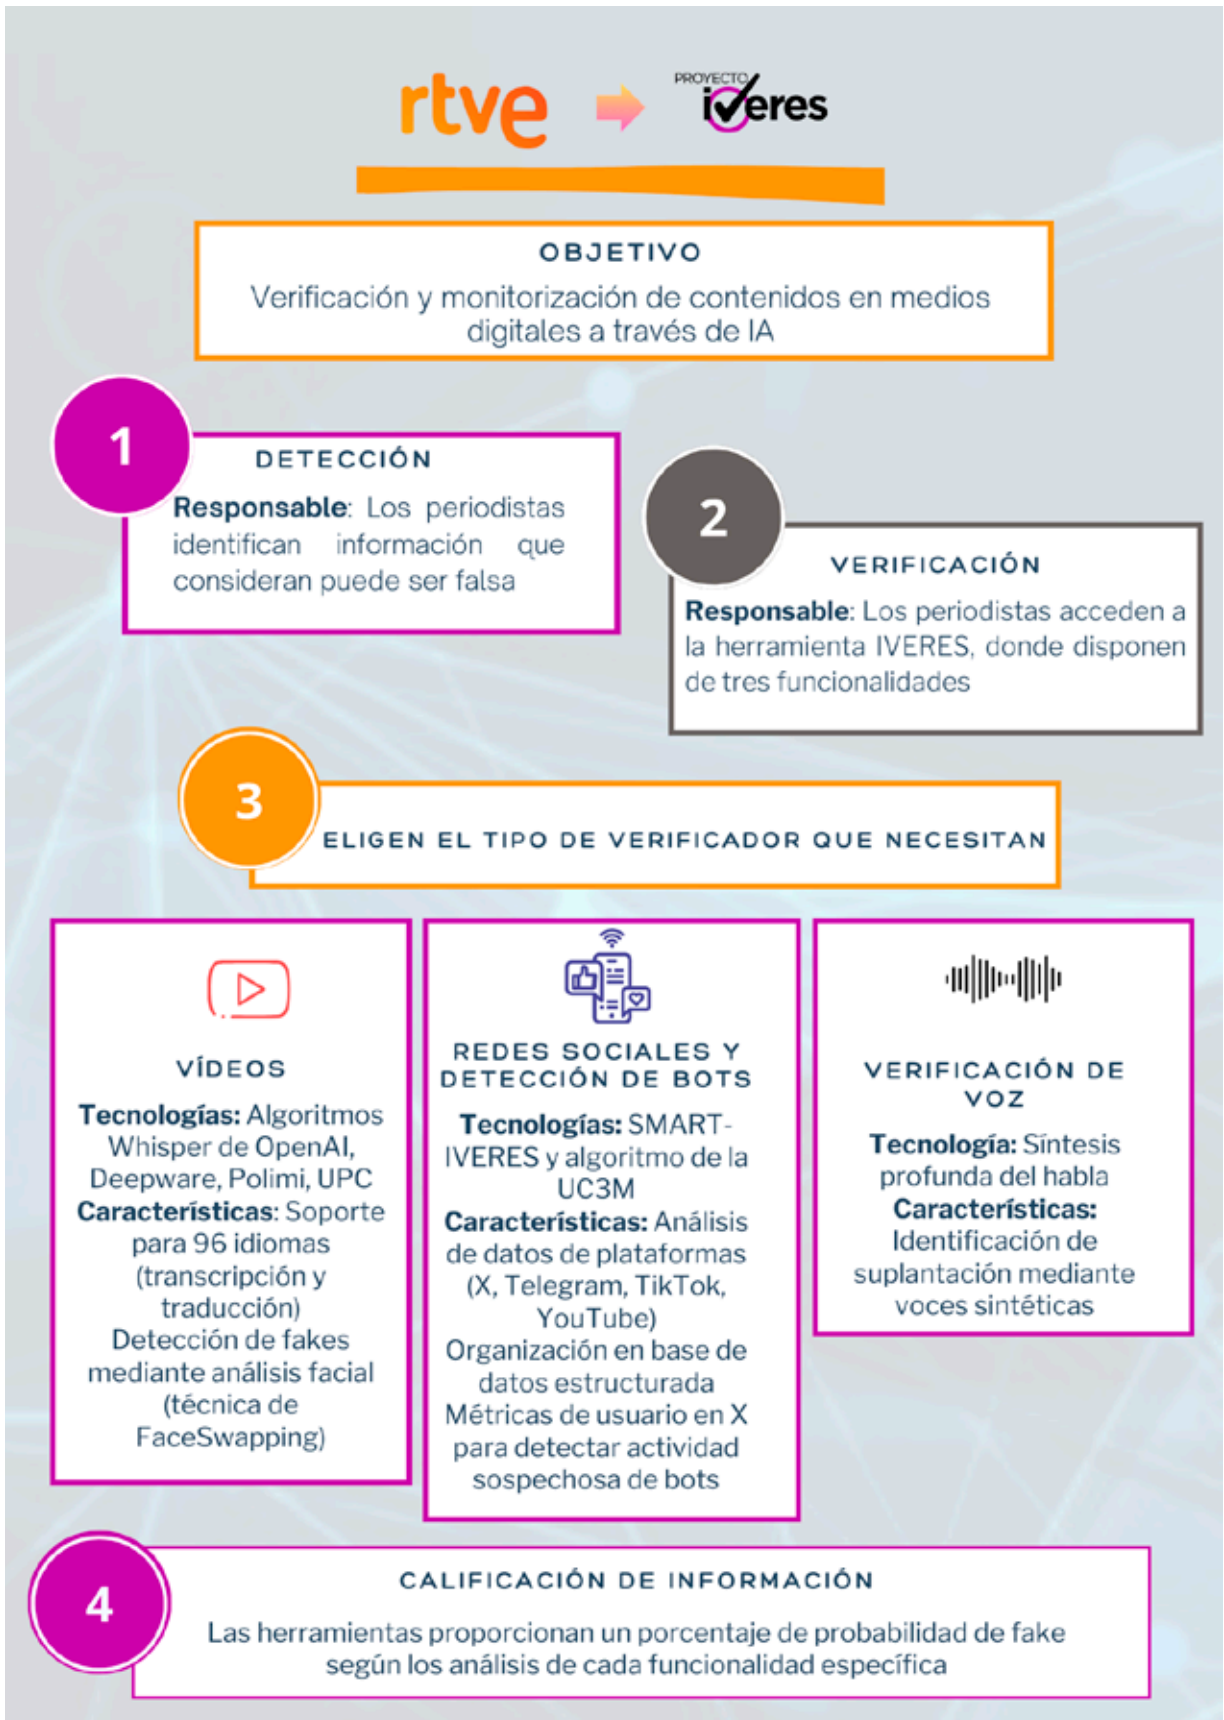 rtve
PROYECTO
iveres
OBJETIVO
Verificación y monitorización de contenidos en medios
digitales a través de IA
1
DETECCIÓN
Responsable: Los periodistas
identifican información que
consideran puede ser falsa
2
VERIFICACIÓN
Responsable: Los periodistas acceden a
la herramienta IVERES, donde disponen
de tres funcionalidades
3
ELIGEN EL TIPO DE VERIFICADOR QUE NECESITAN
VÍDEOS
Tecnologías: Algoritmos
Whisper de OpenAI,
Deepware, Polimi, UPC
Características: Soporte
para 96 idiomas
(transcripción y
traducción)
Detección de fakes
mediante análisis facial
(técnica de
FaceSwapping)
REDES SOCIALES Y
DETECCIÓN DE BOTS
Tecnologías: SMART-
IVERES y algoritmo de la
UC3M
Características: Análisis
de datos de plataformas
(X, Telegram, TikTok,
YouTube)
Organización en base de
datos estructurada
Métricas de usuario en X
para detectar actividad
sospechosa de bots
VERIFICACIÓN DE
VOZ
Tecnología: Síntesis
profunda del habla
Características:
Identificación de
suplantación mediante
voces sintéticas
4
CALIFICACIÓN DE INFORMACIÓN
Las herramientas proporcionan un porcentaje de probabilidad de fake
según los análisis de cada funcionalidad específica